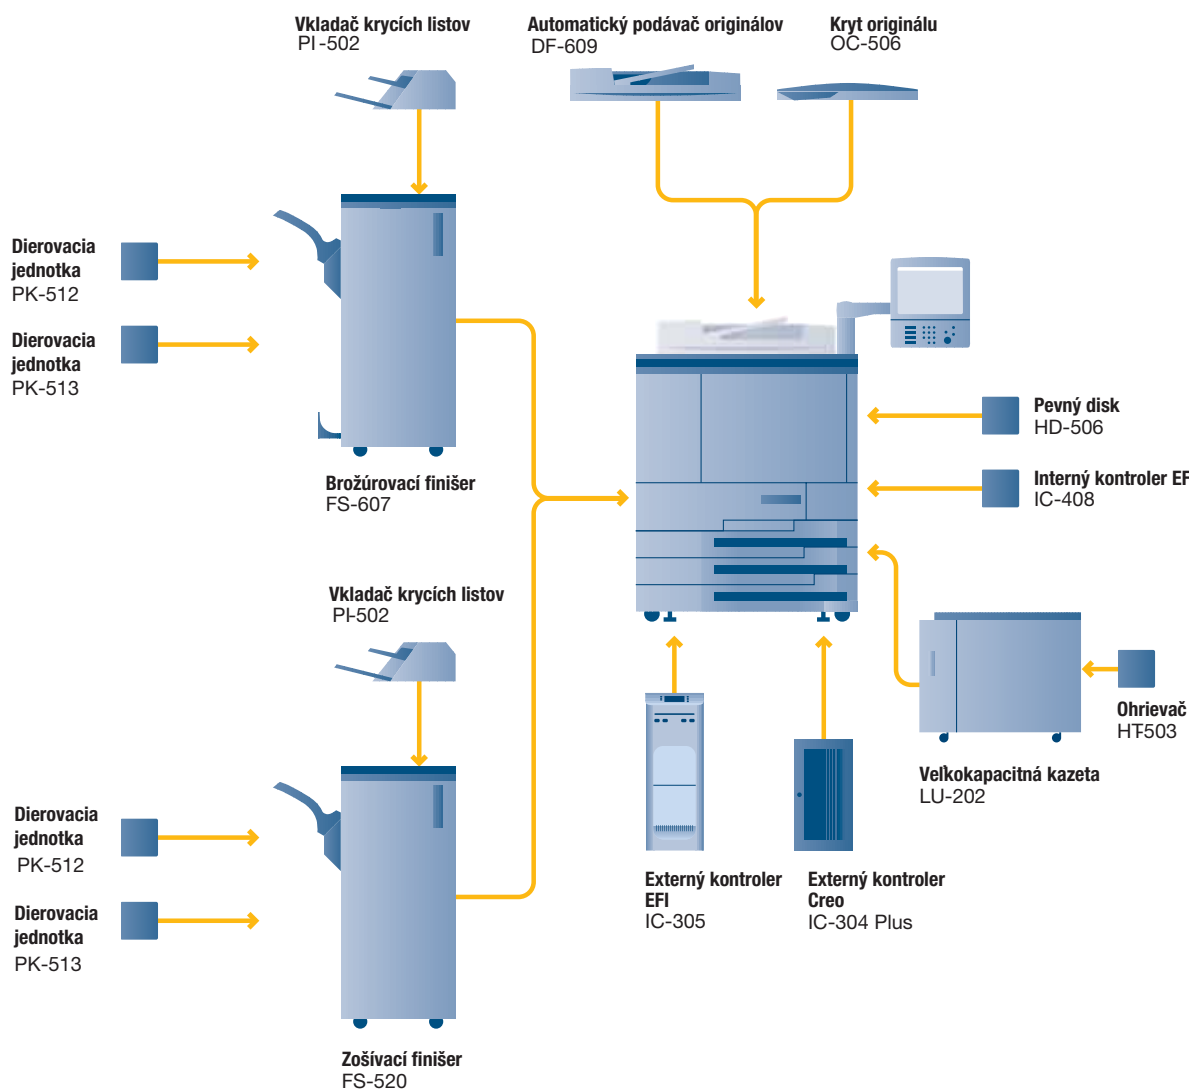 Vkladač krycích listov
PI-502
Automatický podávač originálov
DF-609
Kryt originálu
OC-506
Dierovacia
jednotka
PK-512
Dierovacia
jednotka
PK-513
Brožúrovací finišer
FS-607
Pevný disk
HD-506
Interný kontroler EF
IC-408
Vkladač krycích listov
PI-502
Ohrievač
HT-503
Veľkokapacitná kazeta
LU-202
Dierovacia
jednotka
PK-512
Dierovacia
jednotka
PK-513
Externý kontroler
EFI
IC-305
Externý kontroler
Creo
IC-304 Plus
Zošívací finišer
FS-520